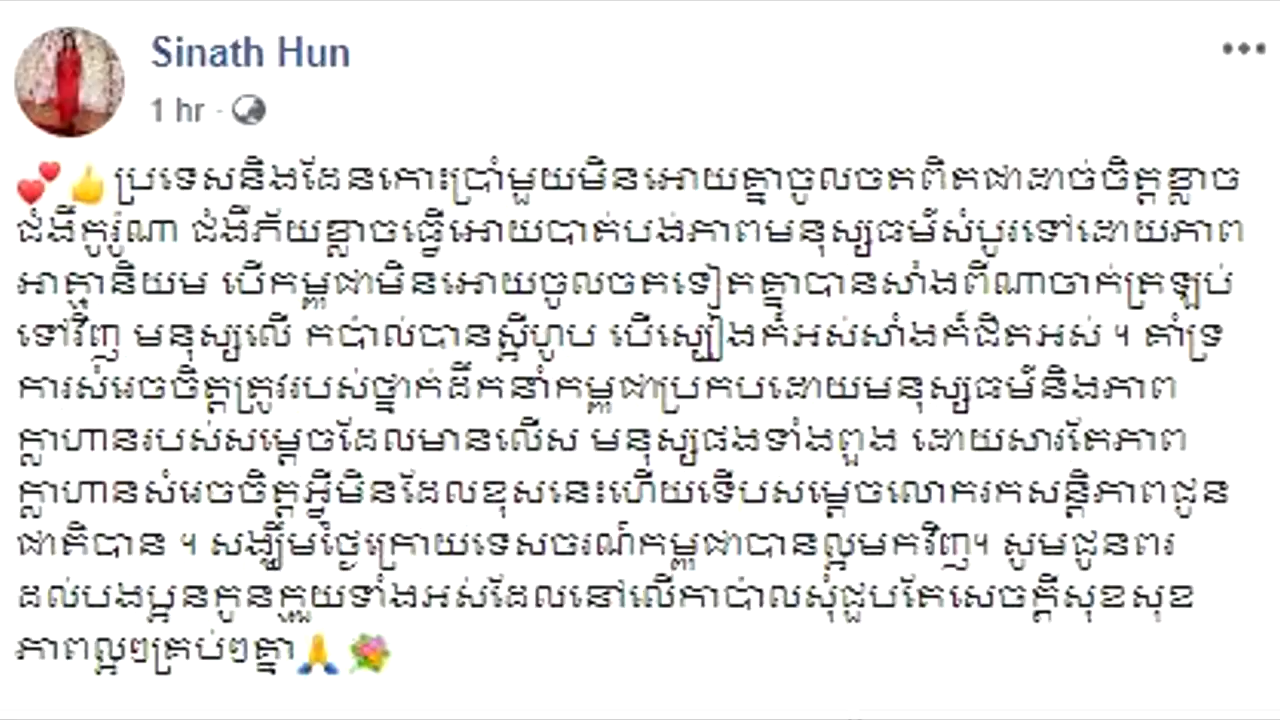 Sinath Hun
1 hr ·
💕👍ប្រទេសនិងដែនកោះប្រាំមួយមិនអោយគ្នាចូលចតពិតជាដាច់ចិត្តខ្លាច
ជំងឺកូរ៉ូណា ជំងឺភ័យខ្លាចធ្វើអោយបាត់បង់ភាពមនុស្សធម៌សំបូរទៅដោយភាព
អាត្មានិយម បើកម្ពុជាមិនអោយចូលចតទៀតគ្នាបានសាំងពីណាចាក់ត្រឡប់
ទៅវិញ មនុស្សលើ កប៉ាល់បានស្អីហូប បើស្បៀងក៏អស់សាំងក៏ជិតអស់ ។ គាំទ្រ
ការសំរេចចិត្តត្រូវរបស់ថ្នាក់ដឹកនាំកម្ពុជាប្រកបដោយមនុស្សធម៌និងភាព
ក្លាហានរបស់សម្តេចដែលមានលើស មនុស្សផងទាំងពួង ដោយសារតែភាព
ក្លាហានសំរេចចិត្តអ្វីមិនដែលខុសនេះហើយទើបសម្តេចលោករកសន្តិភាពជូន
ជាតិបាន ។ សង្ឃឹមថ្ងៃក្រោយទេសចរណ៍កម្ពុជាបានល្អមកវិញ។ សូមជូនពរ
ដល់បងប្អូនកូនក្មួយទាំងអស់ដែលនៅលើកាប៉ាល់សុំជួបតែសេចក្តីសុខសុខ
ភាពល្អៗគ្រប់ៗគ្នា🙏💐